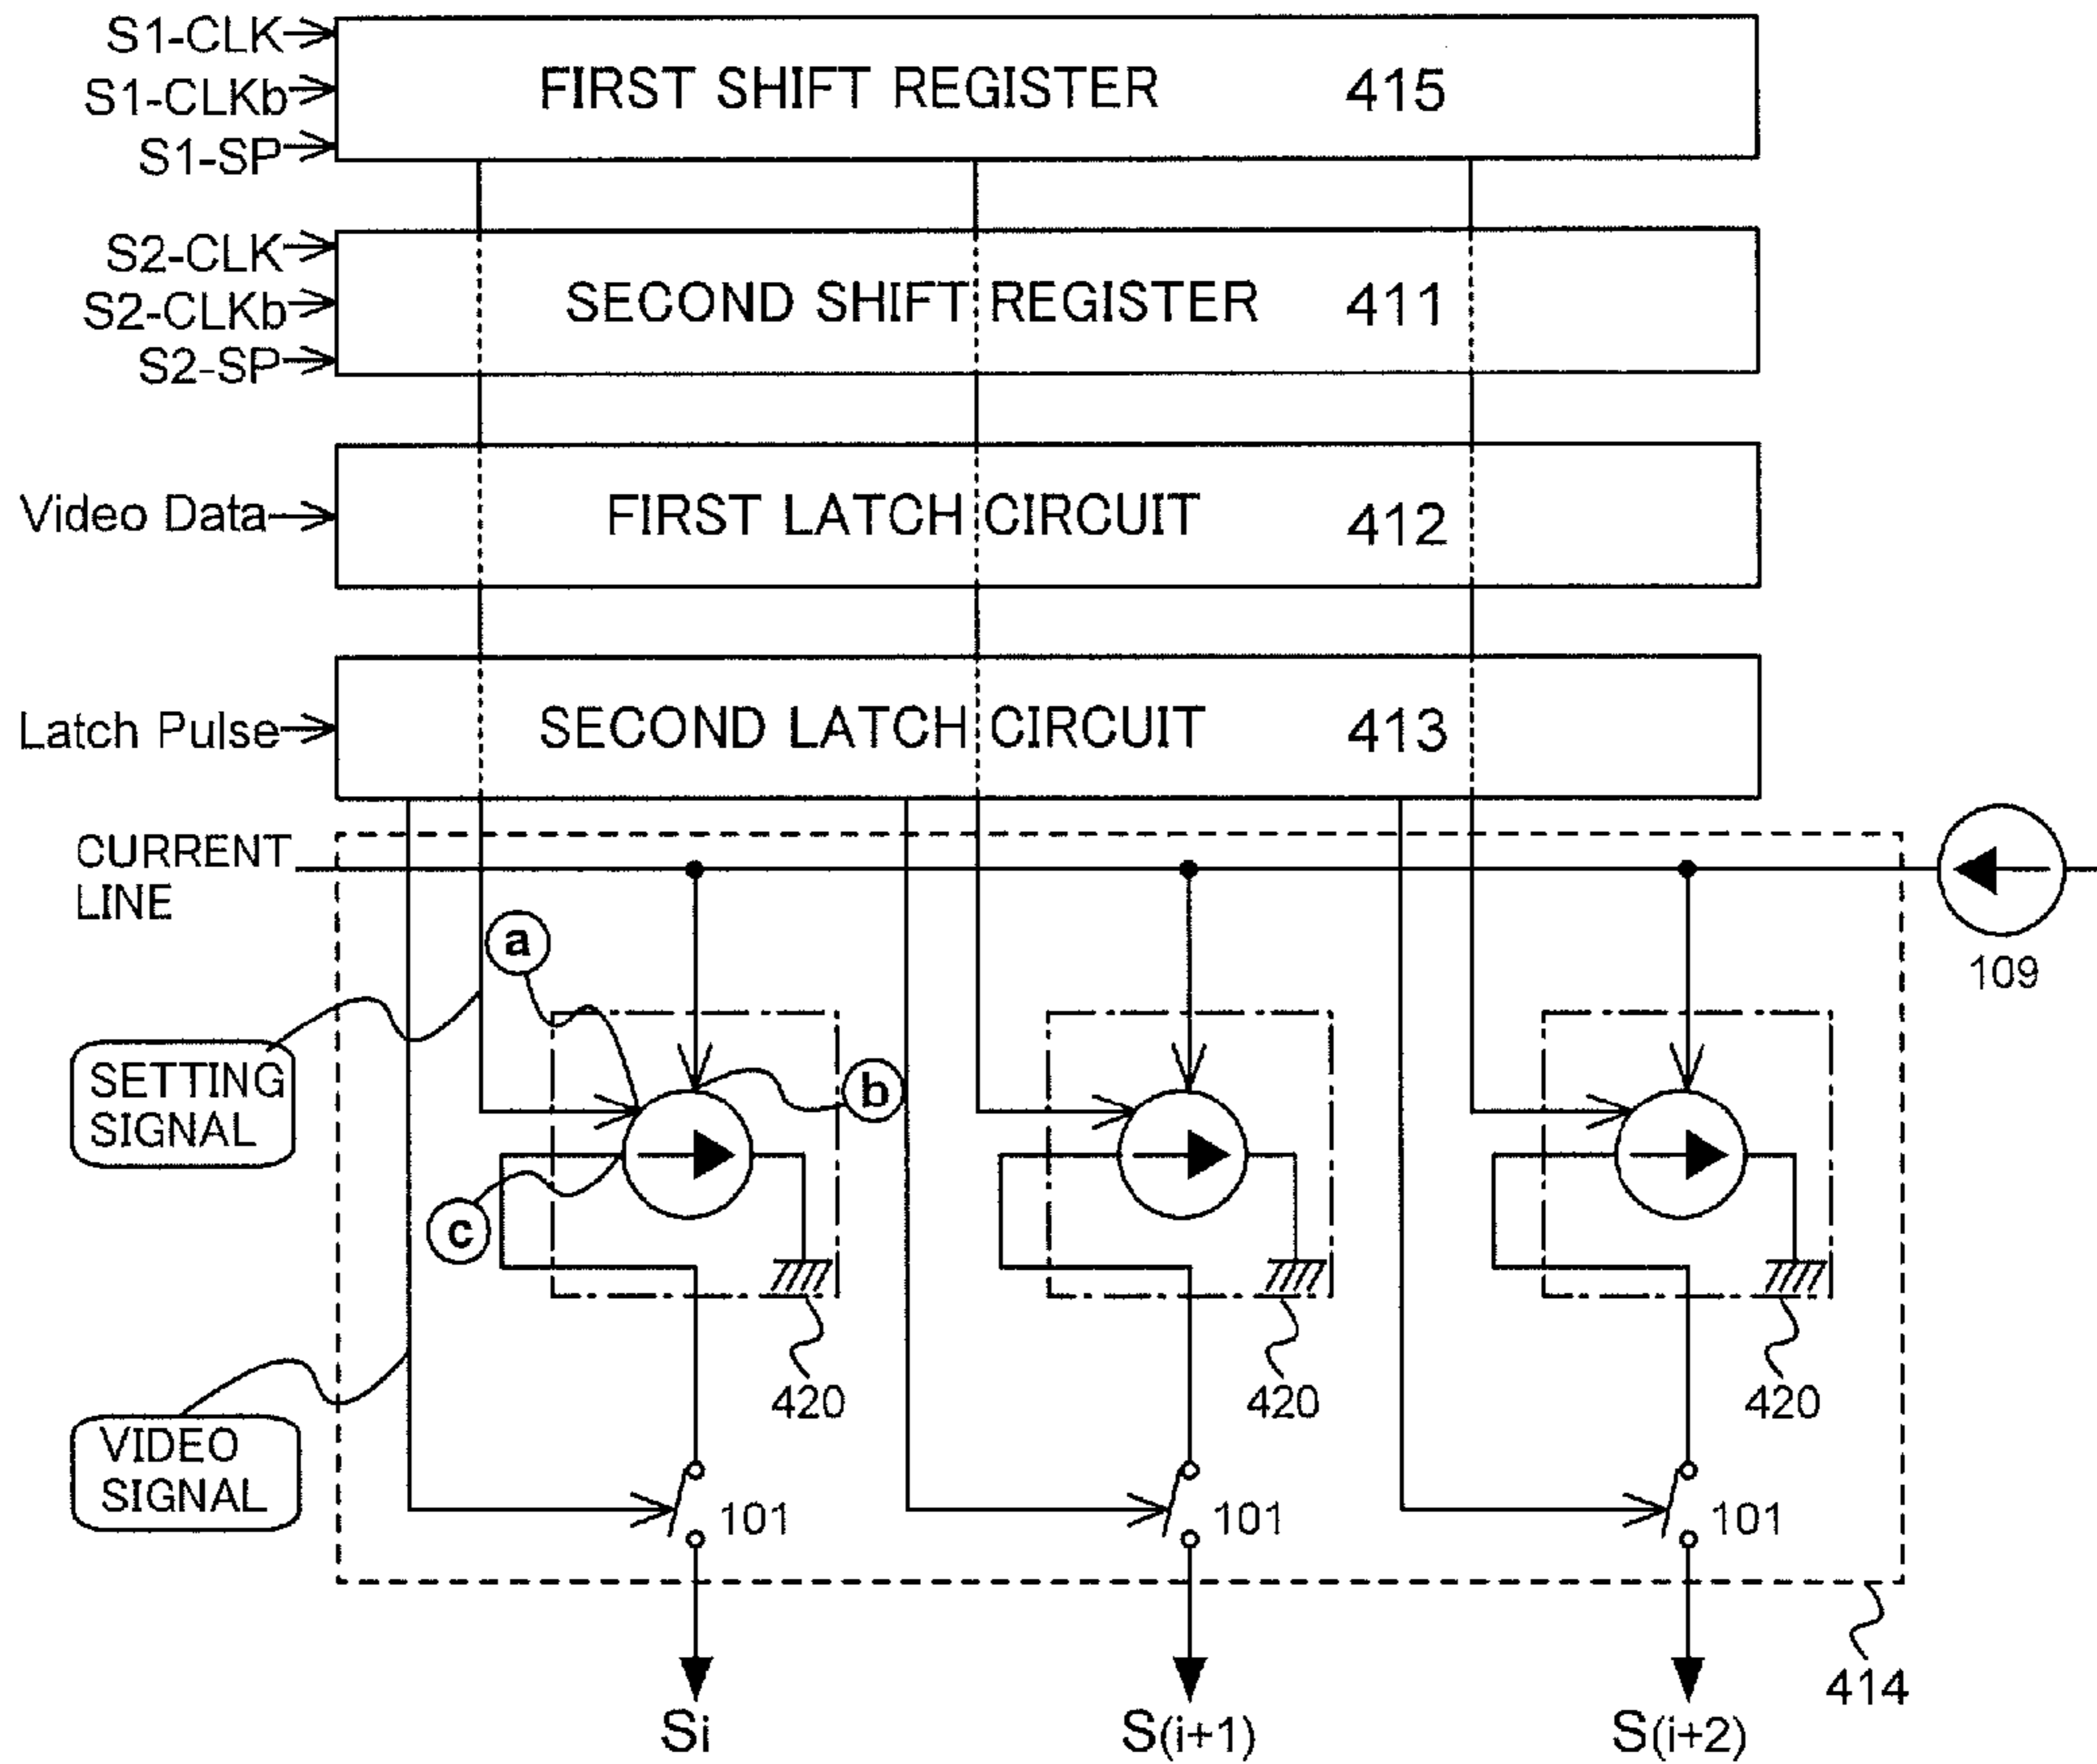 S1-CLK
S1-CLKb
S1-SP
FIRST SHIFT REGISTER 415
S2-CLK
S2-CLKb
S2-SP
SECOND SHIFT REGISTER 411
Video Data
FIRST LATCH CIRCUIT 412
Latch Pulse
SECOND LATCH CIRCUIT 413
CURRENT
LINE
109
a
b
c
SETTING
SIGNAL
420
420
420
VIDEO
SIGNAL
101
101
101
414
Si
S(i+1)
S(i+2)